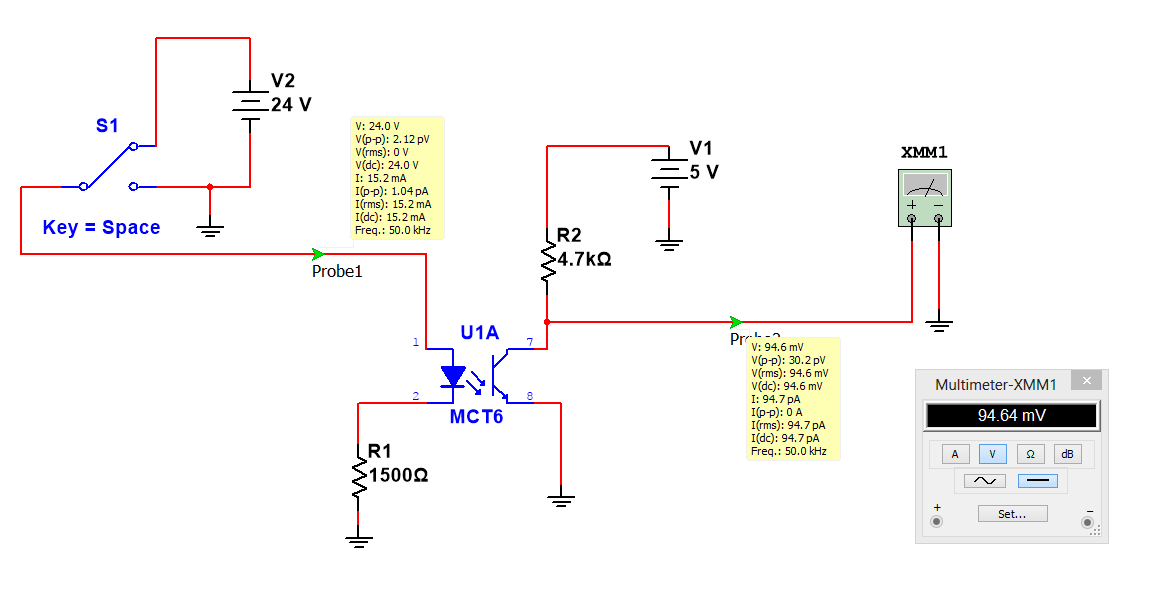 V2
24 V
S1
Key = Space
V: 24.0 V
V(p-p): 2.12 pV
V(rms): 0 V
V(dc): 24.0 V
I: 15.2 mA
I(p-p): 1.04 pA
I(rms): 15.2 mA
I(dc): 15.2 mA
Freq.: 50.0 kHz
Probe1
V1
5 V
XMM1
+ −
R2
4.7kΩ
U1A
1
7
2
8
MCT6
R1
1500Ω
V: 94.6 mV
V(p-p): 30.2 pV
V(rms): 94.6 mV
V(dc): 94.6 mV
I: 94.7 pA
I(p-p): 0 A
I(rms): 94.7 pA
I(dc): 94.7 pA
Freq.: 50.0 kHz
Multimeter-XMM1
94.64 mV
A V Ω dB
+ −
Set...